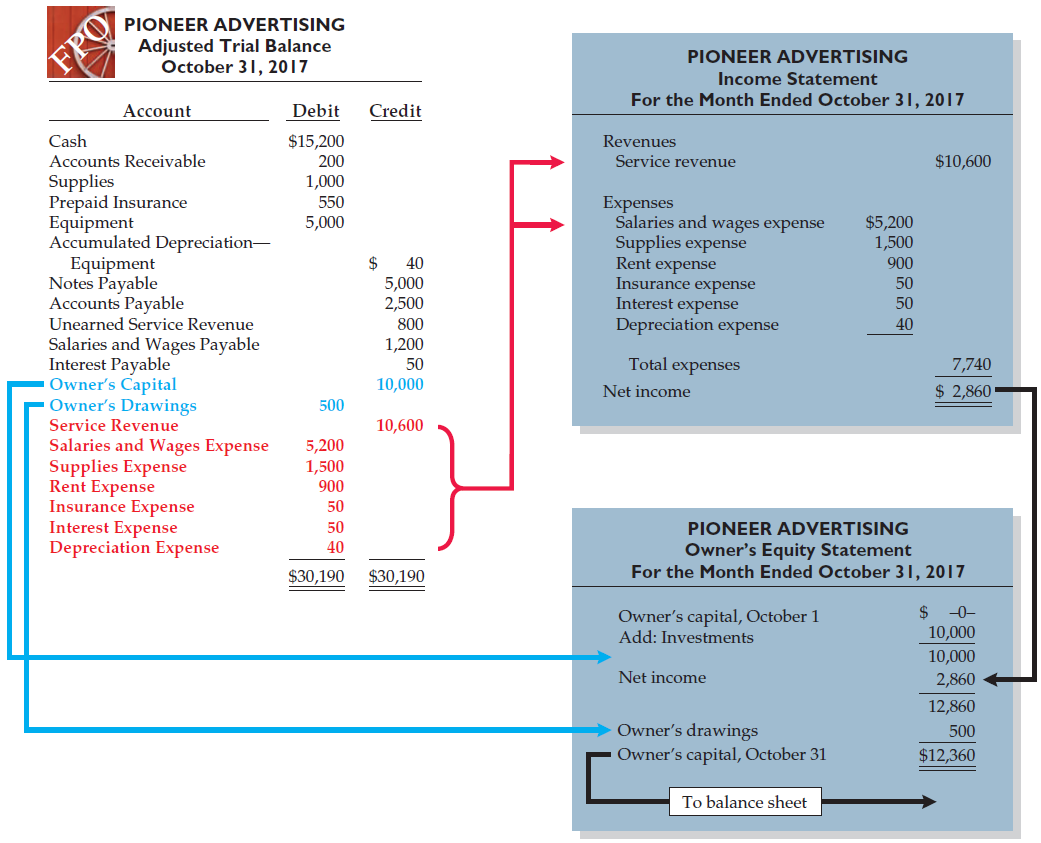 FPO
PIONEER ADVERTISING
Adjusted Trial Balance
October 31, 2017
Account Debit Credit
Cash $15,200
Accounts Receivable 200
Supplies 1,000
Prepaid Insurance 550
Equipment 5,000
Accumulated Depreciation—
Equipment $ 40
Notes Payable 5,000
Accounts Payable 2,500
Unearned Service Revenue 800
Salaries and Wages Payable 1,200
Interest Payable 50
Owner's Capital 10,000
Owner's Drawings 500
Service Revenue 10,600
Salaries and Wages Expense 5,200
Supplies Expense 1,500
Rent Expense 900
Insurance Expense 50
Interest Expense 50
Depreciation Expense 40
$30,190 $30,190
PIONEER ADVERTISING
Income Statement
For the Month Ended October 31, 2017
Revenues
Service revenue $10,600
Expenses
Salaries and wages expense $5,200
Supplies expense 1,500
Rent expense 900
Insurance expense 50
Interest expense 50
Depreciation expense 40
Total expenses 7,740
Net income $ 2,860
PIONEER ADVERTISING
Owner's Equity Statement
For the Month Ended October 31, 2017
Owner's capital, October 1 $ –0–
Add: Investments 10,000
10,000
Net income 2,860
12,860
Owner's drawings 500
Owner's capital, October 31 $12,360
To balance sheet